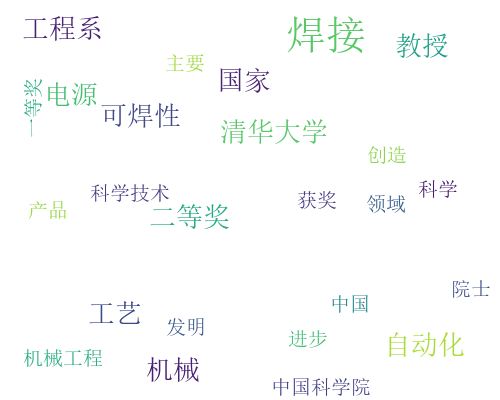 工程系
焊接
教授
主要
国家
一等奖
电源
可焊性
清华大学
创造
科学技术
科学
产品
二等奖
获奖
领域
院士
中国
工艺
发明
进步
自动化
机械工程
机械
中国科学院